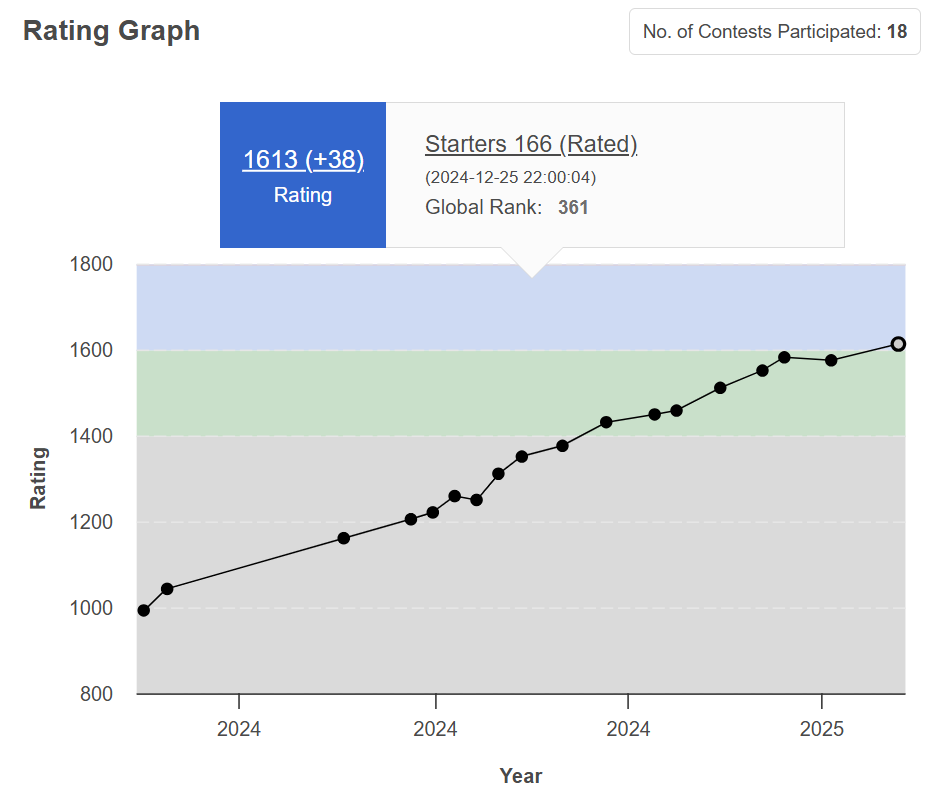 Rating Graph
No. of Contests Participated: 18
1613 (+38)
Rating
Starters 166 (Rated)
(2024-12-25 22:00:04)
Global Rank: 361
1800
1600
1400
1200
1000
800
Rating
2024 2024 2024 2025
Year